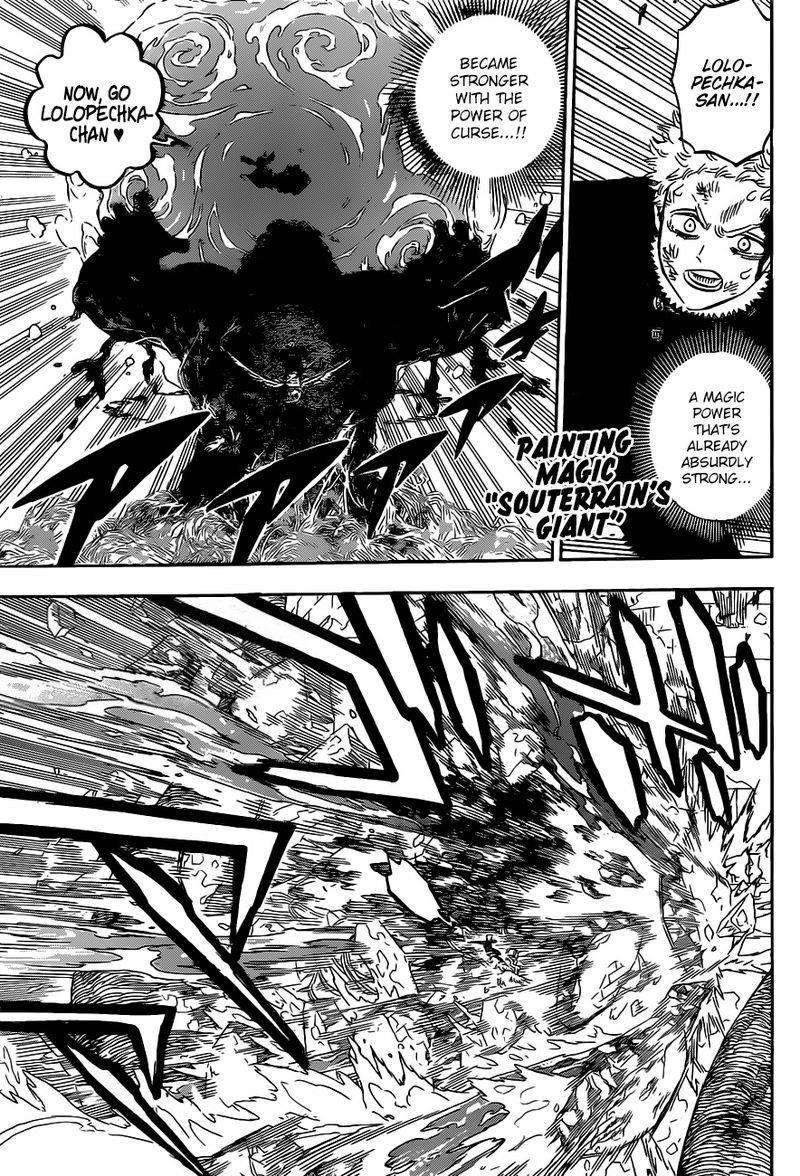 LOLO-
PECHKA-
SAN...!!
A MAGIC
POWER
THAT'S
ALREADY
ABSURDLY
STRONG...
BECAME
STRONGER
WITH THE
POWER OF
CURSE...!!
NOW, GO
LOLOPECHKA-
CHAN ♥
PAINTING
MAGIC
"SOUTERRAIN'S
GIANT"